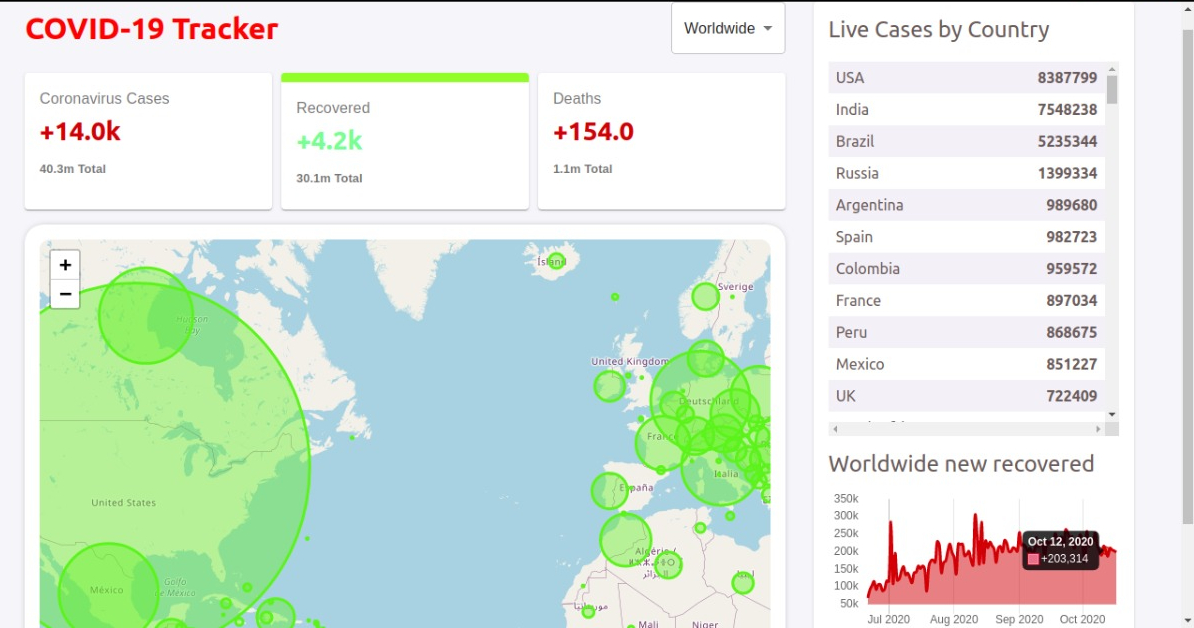 COVID-19 Tracker
Worldwide
Coronavirus Cases
+14.0k
40.3m Total
Recovered
+4.2k
30.1m Total
Deaths
+154.0
1.1m Total
+
−
Ísland
Sverige
Hudson
Bay
United Kingdom
Deutschland
France
Italia
España
United States
Golfo
de México
México
Algérie /
الجزائر
موريتانيا
Mali
Niger
Live Cases by Country
USA 8387799
India 7548238
Brazil 5235344
Russia 1399334
Argentina 989680
Spain 982723
Colombia 959572
France 897034
Peru 868675
Mexico 851227
UK 722409
Worldwide new recovered
350k
300k
250k
200k
150k
100k
50k
Oct 12, 2020
+203,314
Jul 2020 Aug 2020 Sep 2020 Oct 2020